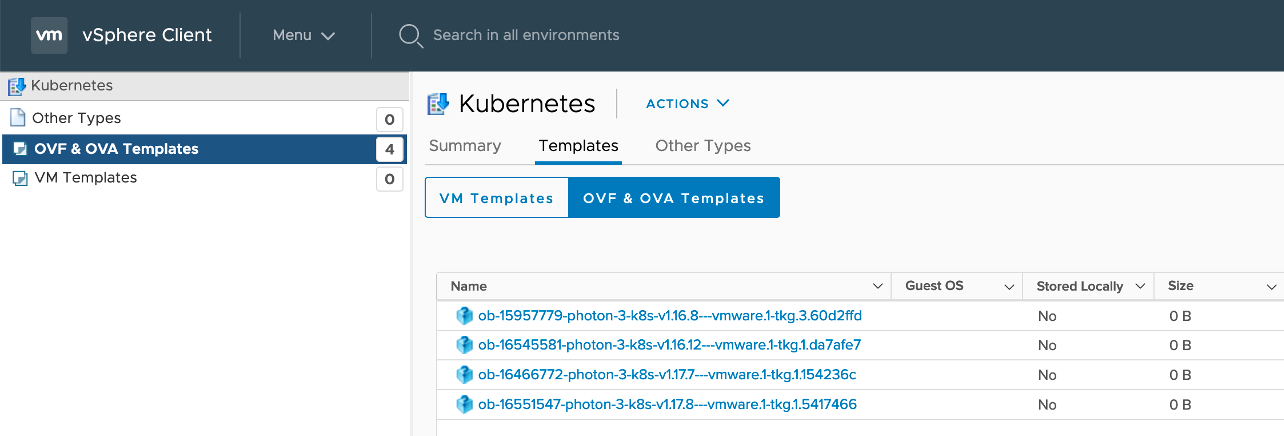 vm vSphere Client Menu Search in all environments
Kubernetes
Other Types 0
OVF & OVA Templates 4
VM Templates 0
Kubernetes ACTIONS
Summary Templates Other Types
VM Templates OVF & OVA Templates
Name Guest OS Stored Locally Size
ob-15957779-photon-3-k8s-v1.16.8---vmware.1-tkg.3.60d2ffd No 0 B
ob-16545581-photon-3-k8s-v1.16.12---vmware.1-tkg.1.da7afe7 No 0 B
ob-16466772-photon-3-k8s-v1.17.7---vmware.1-tkg.1.154236c No 0 B
ob-16551547-photon-3-k8s-v1.17.8---vmware.1-tkg.1.5417466 No 0 B